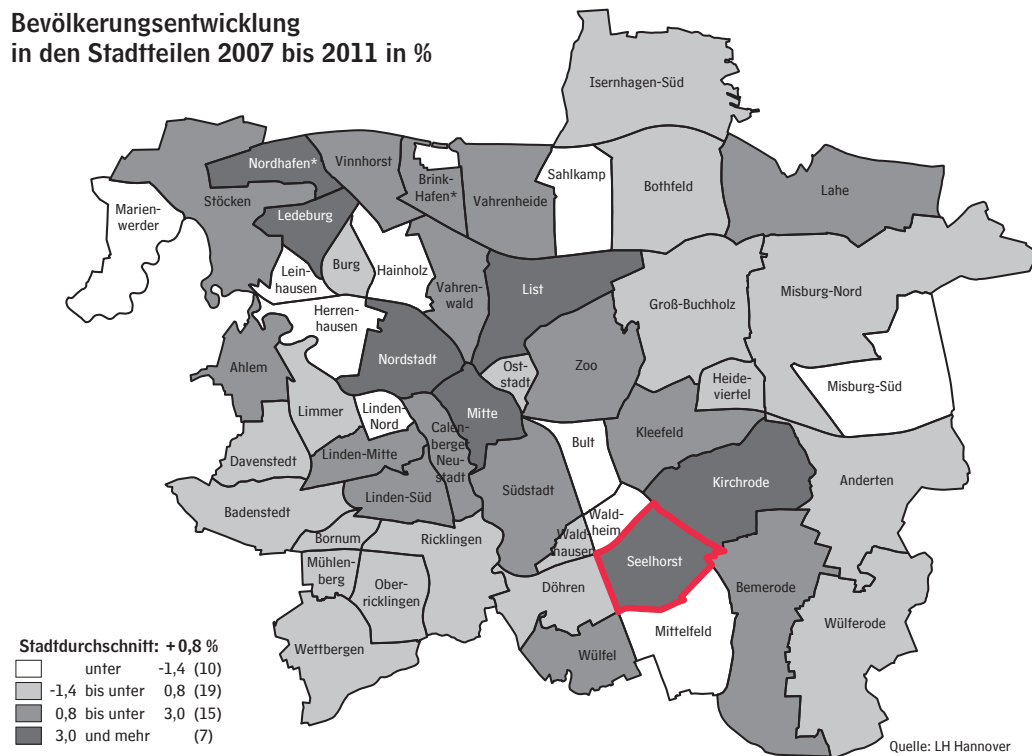 Bevölkerungsentwicklung
in den Stadtteilen 2007 bis 2011 in %
Isernhagen-Süd
Nordhafen*
Vinnhorst
Brink-
Hafen*
Vahrenheide
Sahlkamp
Bothfeld
Lahe
Stöcken
Marien-
werder
Ledeburg
Burg
Lein-
hausen
Hainholz
Vahren-
wald
List
Groß-Buchholz
Misburg-Nord
Herren-
hausen
Nordstadt
Ost-
stadt
Zoo
Heide-
viertel
Misburg-Süd
Ahlem
Limmer
Linden-
Nord
Mitte
Calen-
berger
Neu-
stadt
Bult
Kleefeld
Davenstedt
Linden-Mitte
Linden-Süd
Südstadt
Kirchrode
Anderten
Badenstedt
Bornum
Ricklingen
Wald-
heim
Wald-
hausen
Seelhorst
Mühlen-
berg
Ober-
ricklingen
Döhren
Bemerode
Wettbergen
Wülfel
Mittelfeld
Wülferode
Stadtdurchschnitt: +0,8 %
unter -1,4 (10)
-1,4 bis unter 0,8 (19)
0,8 bis unter 3,0 (15)
3,0 und mehr (7)
Quelle: LH Hannover